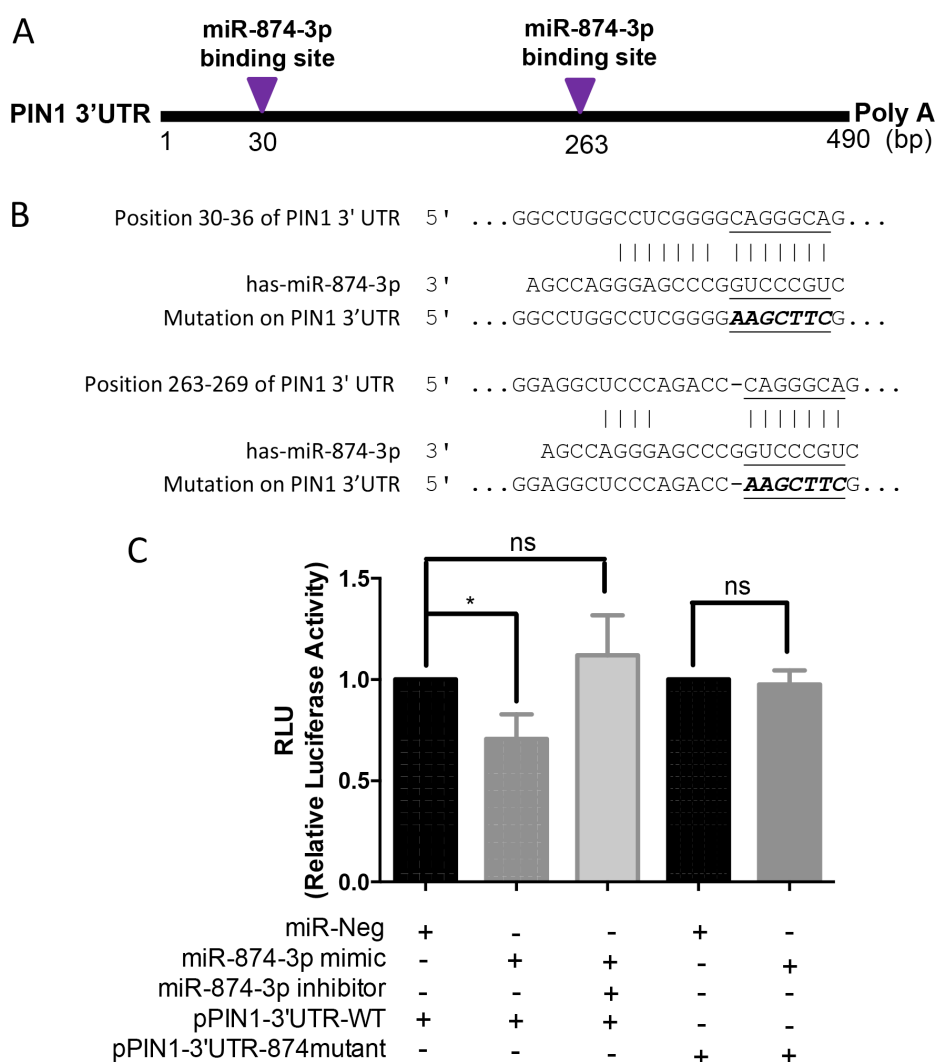 A
miR-874-3p
binding site
miR-874-3p
binding site
PIN1 3'UTR
Poly A
1
30
263
490 (bp)
B
Position 30-36 of PIN1 3' UTR 5' ...GGCCUGGCCUCGGGGCAGGGCAG...
||||||| |||||||
has-miR-874-3p 3' AGCCAGGGAGCCCGGUCCCGUC
Mutation on PIN1 3’UTR 5' ...GGCCUGGCCUCGGGGAAGCTTCG...
Position 263-269 of PIN1 3' UTR 5' ...GGAGGCUCCCAGACC-CAGGGCAG...
|||| |||||||
has-miR-874-3p 3' AGCCAGGGAGCCCGGUCCCGUC
Mutation on PIN1 3’UTR 5' ...GGAGGCUCCCAGACC-AAGCTTCG...
C
RLU
(Relative Luciferase Activity)
1.5
1.0
0.5
0.0
ns
*
ns
miR-Neg + - - + -
miR-874-3p mimic - + + - +
miR-874-3p inhibitor - - + - -
pPIN1-3'UTR-WT + + + - -
pPIN1-3'UTR-874mutant - - - + +